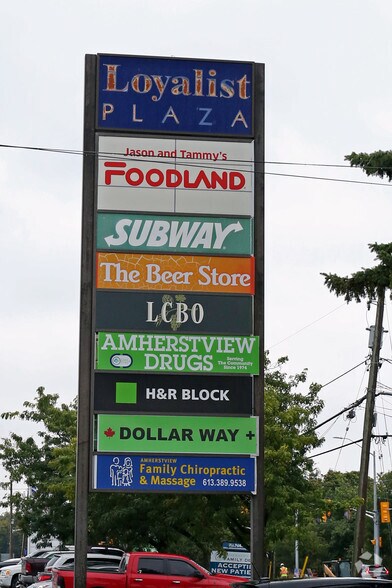 Loyalist
PLAZA
Jason and Tammy's
FOODLAND
SUBWAY
The Beer Store
LCBO
AMHERSTVIEW
DRUGS
Serving
The Community
Since 1974
H&R BLOCK
DOLLAR WAY +
AMHERSTVIEW
Family Chiropractic
& Massage 613.389.9538